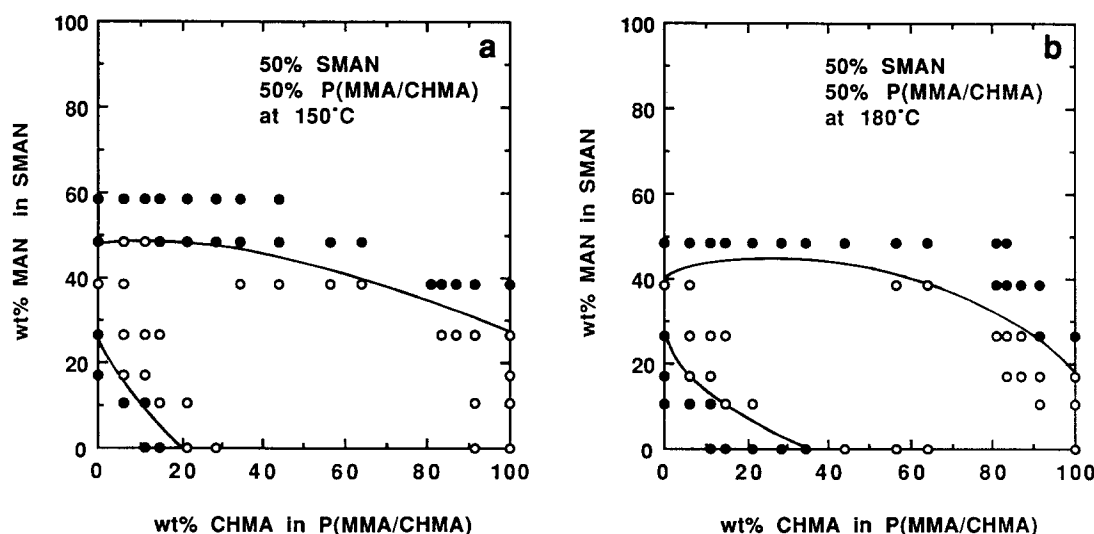 a
50% SMAN
50% P(MMA/CHMA)
at 150°C
wt% MAN in SMAN
100
80
60
40
20
0
0 20 40 60 80 100
wt% CHMA in P(MMA/CHMA)
b
50% SMAN
50% P(MMA/CHMA)
at 180°C
wt% MAN in SMAN
100
80
60
40
20
0
0 20 40 60 80 100
wt% CHMA in P(MMA/CHMA)